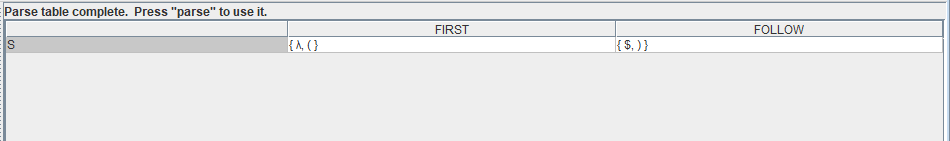 Parse table complete. Press "parse" to use it.
FIRST FOLLOW
S { λ, ( } { $, ) }